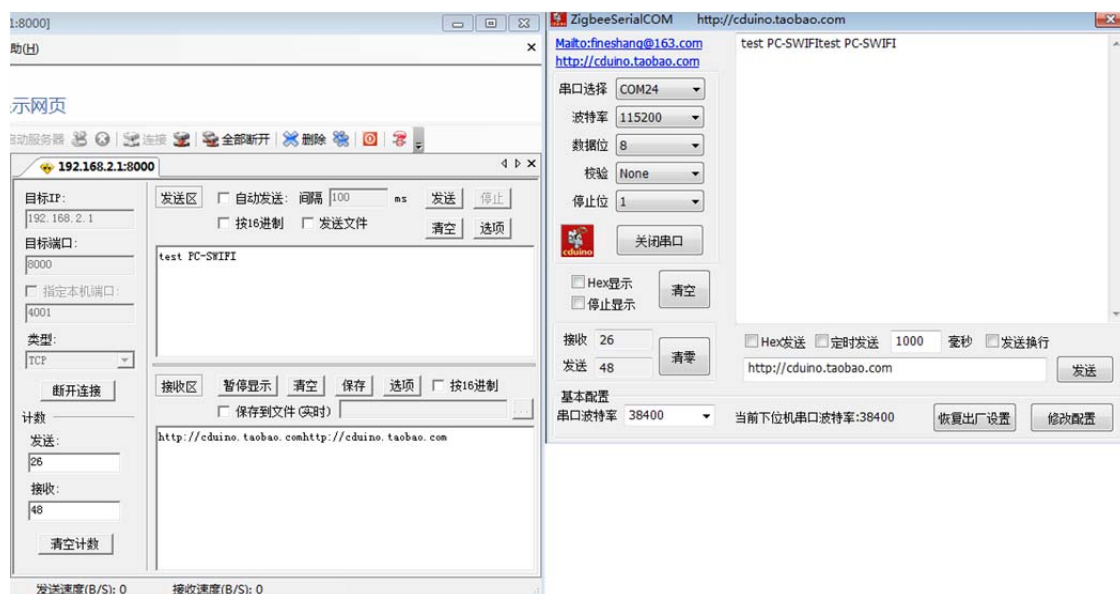 1:8000]
助(H)
示网页
启动服务器 连接 全部断开 删除
192.168.2.1:8000
目标IP:
192.168.2.1
目标端口:
8000
指定本机端口:
4001
类型:
TCP
断开连接
计数
发送:
26
接收:
48
清空计数
发送区 自动发送: 间隔 100 ms 发送 停止
按16进制 发送文件 清空 选项
test PC-SWIFI
接收区 暂停显示 清空 保存 选项 按16进制
保存到文件(实时) ...
http://cduino.taobao.comhttp://cduino.taobao.com
发送速度(B/S): 0 接收速度(B/S): 0
ZigbeeSerialCOM http://cduino.taobao.com
Mailto:fineshang@163.com
http://cduino.taobao.com
串口选择 COM24
波特率 115200
数据位 8
校验 None
停止位 1
cduino 关闭串口
Hex显示
停止显示
清空
接收 26
发送 48
清零
test PC-SWIFItest PC-SWIFI
Hex发送 定时发送 1000 毫秒 发送换行
http://cduino.taobao.com 发送
基本配置
串口波特率 38400 当前下位机串口波特率:38400 恢复出厂设置 修改配置